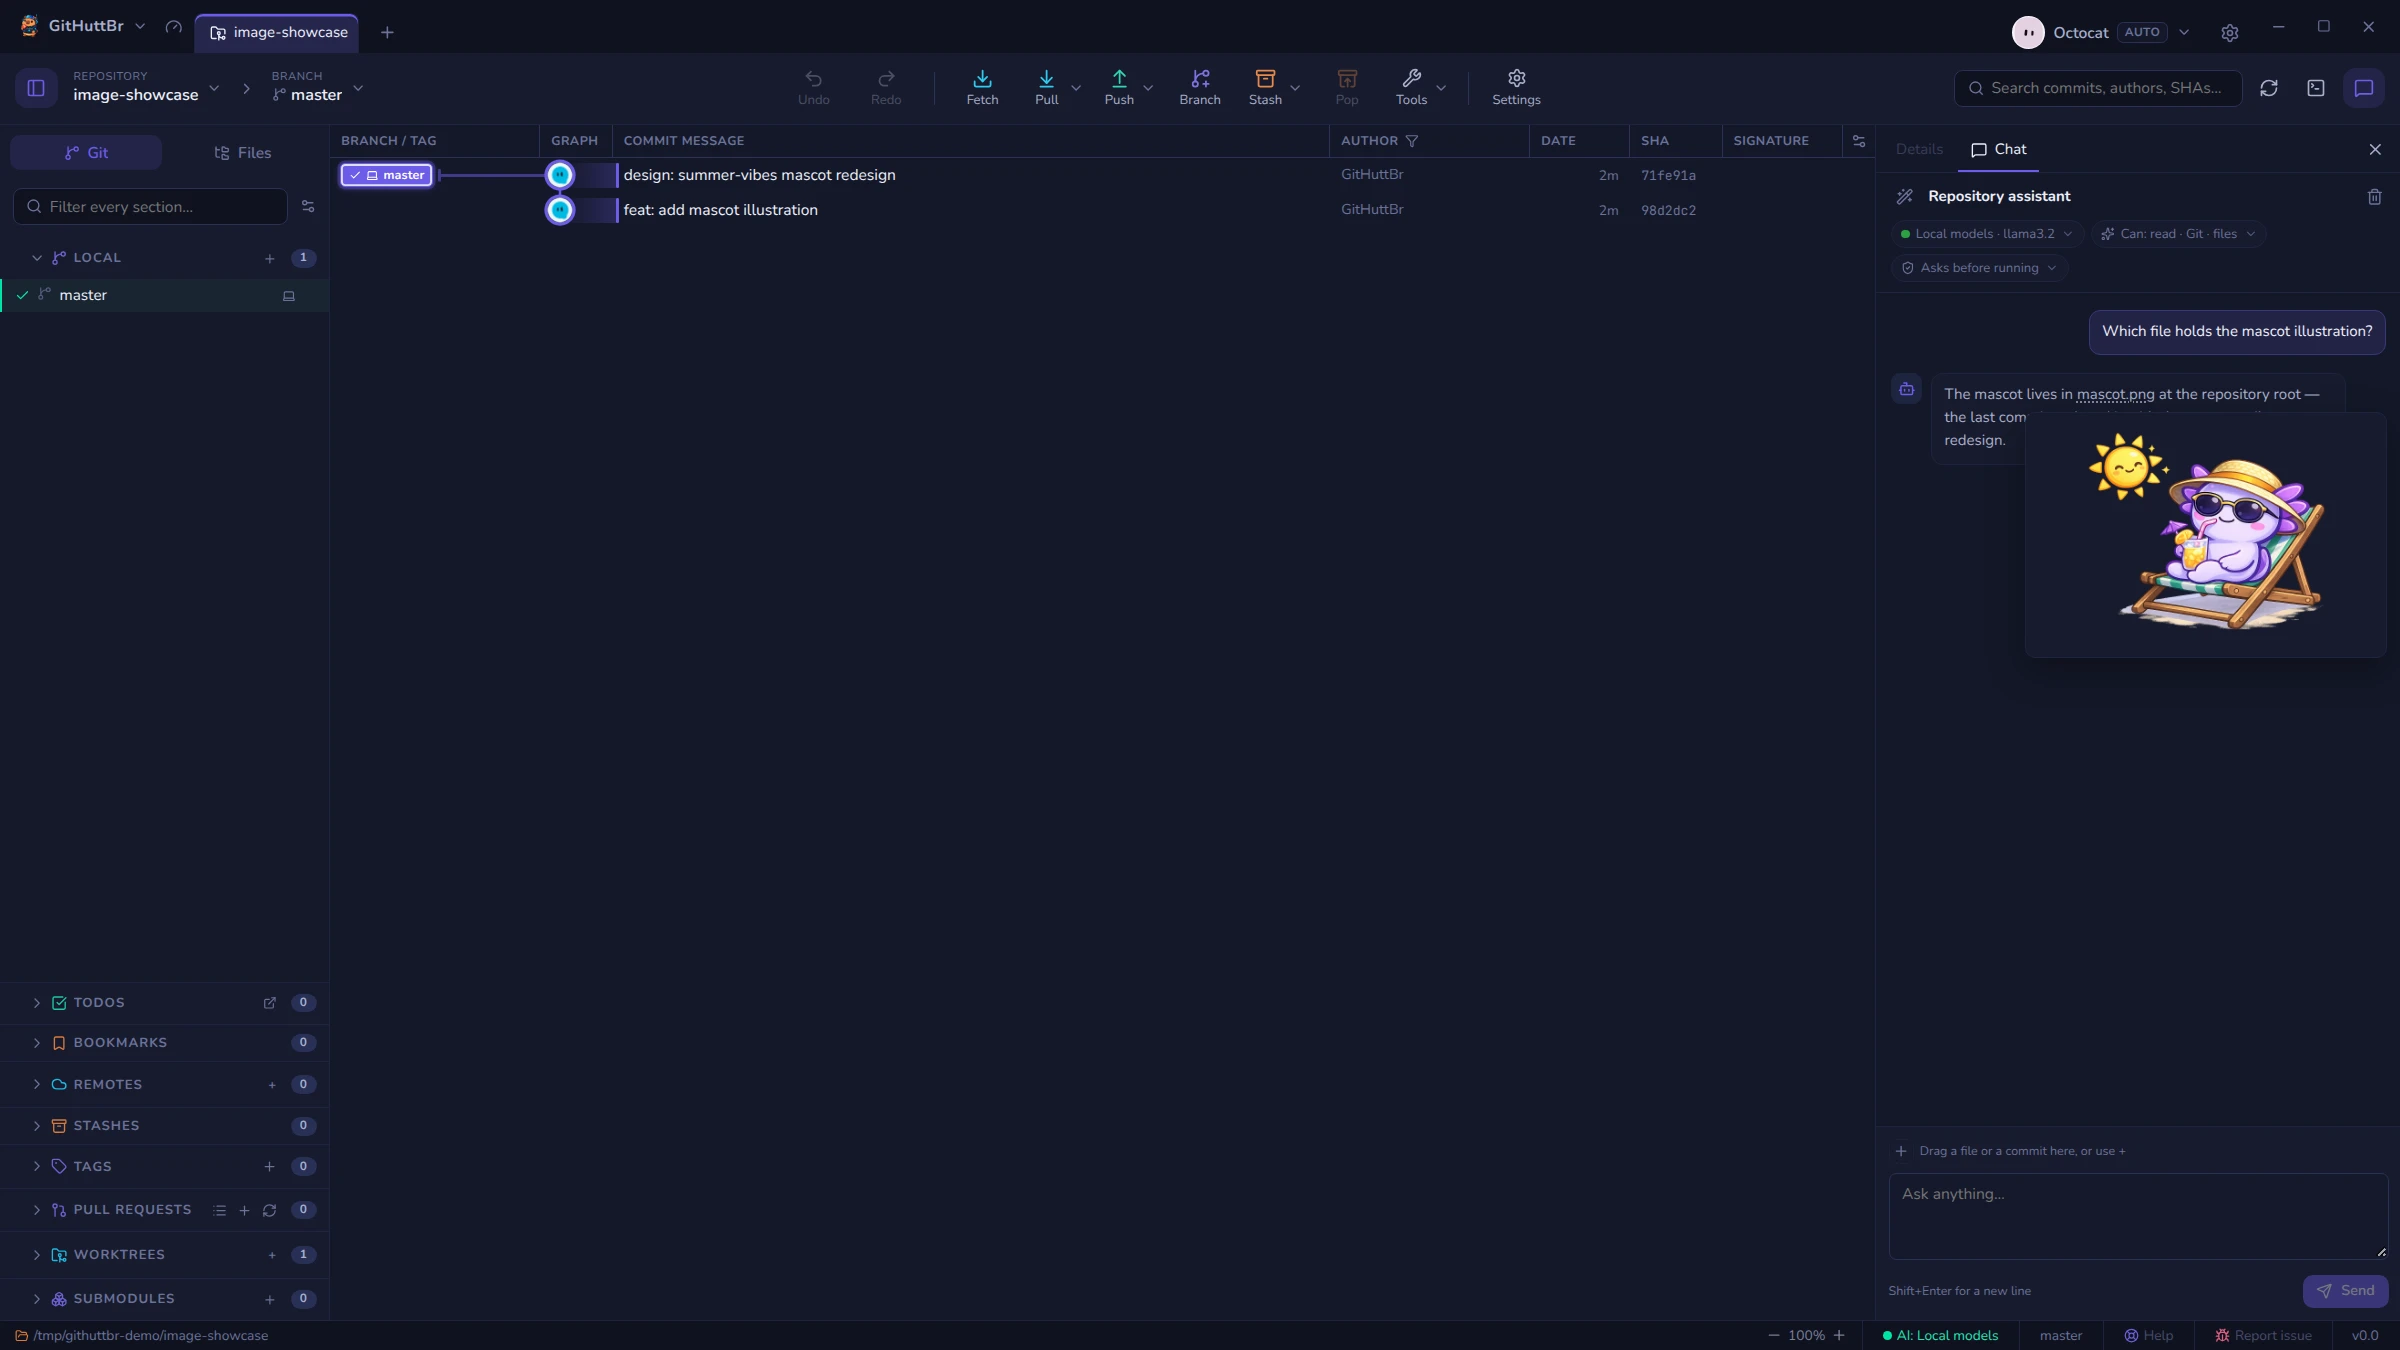 GitHuttBr
image-showcase
Octocat AUTO
REPOSITORY
image-showcase
BRANCH
master
Undo
Redo
Fetch
Pull
Push
Branch
Stash
Pop
Tools
Settings
Search commits, authors, SHAs...
Git
Files
Filter every section...
LOCAL 1
master
TODOS 0
BOOKMARKS 0
REMOTES 0
STASHES 0
TAGS 0
PULL REQUESTS 0
WORKTREES 1
SUBMODULES 0
BRANCH / TAG GRAPH COMMIT MESSAGE AUTHOR DATE SHA SIGNATURE
master design: summer-vibes mascot redesign GitHuttBr 2m 71fe91a
feat: add mascot illustration GitHuttBr 2m 98d2dc2
Details
Chat
Repository assistant
Local models · llama3.2
Can: read · Git · files
Asks before running
Which file holds the mascot illustration?
The mascot lives in mascot.png at the repository root —
the last com
redesign.
Drag a file or a commit here, or use +
Ask anything...
Shift+Enter for a new line
Send
/tmp/githuttbr-demo/image-showcase
100%
AI: Local models
master
Help
Report issue
v0.0